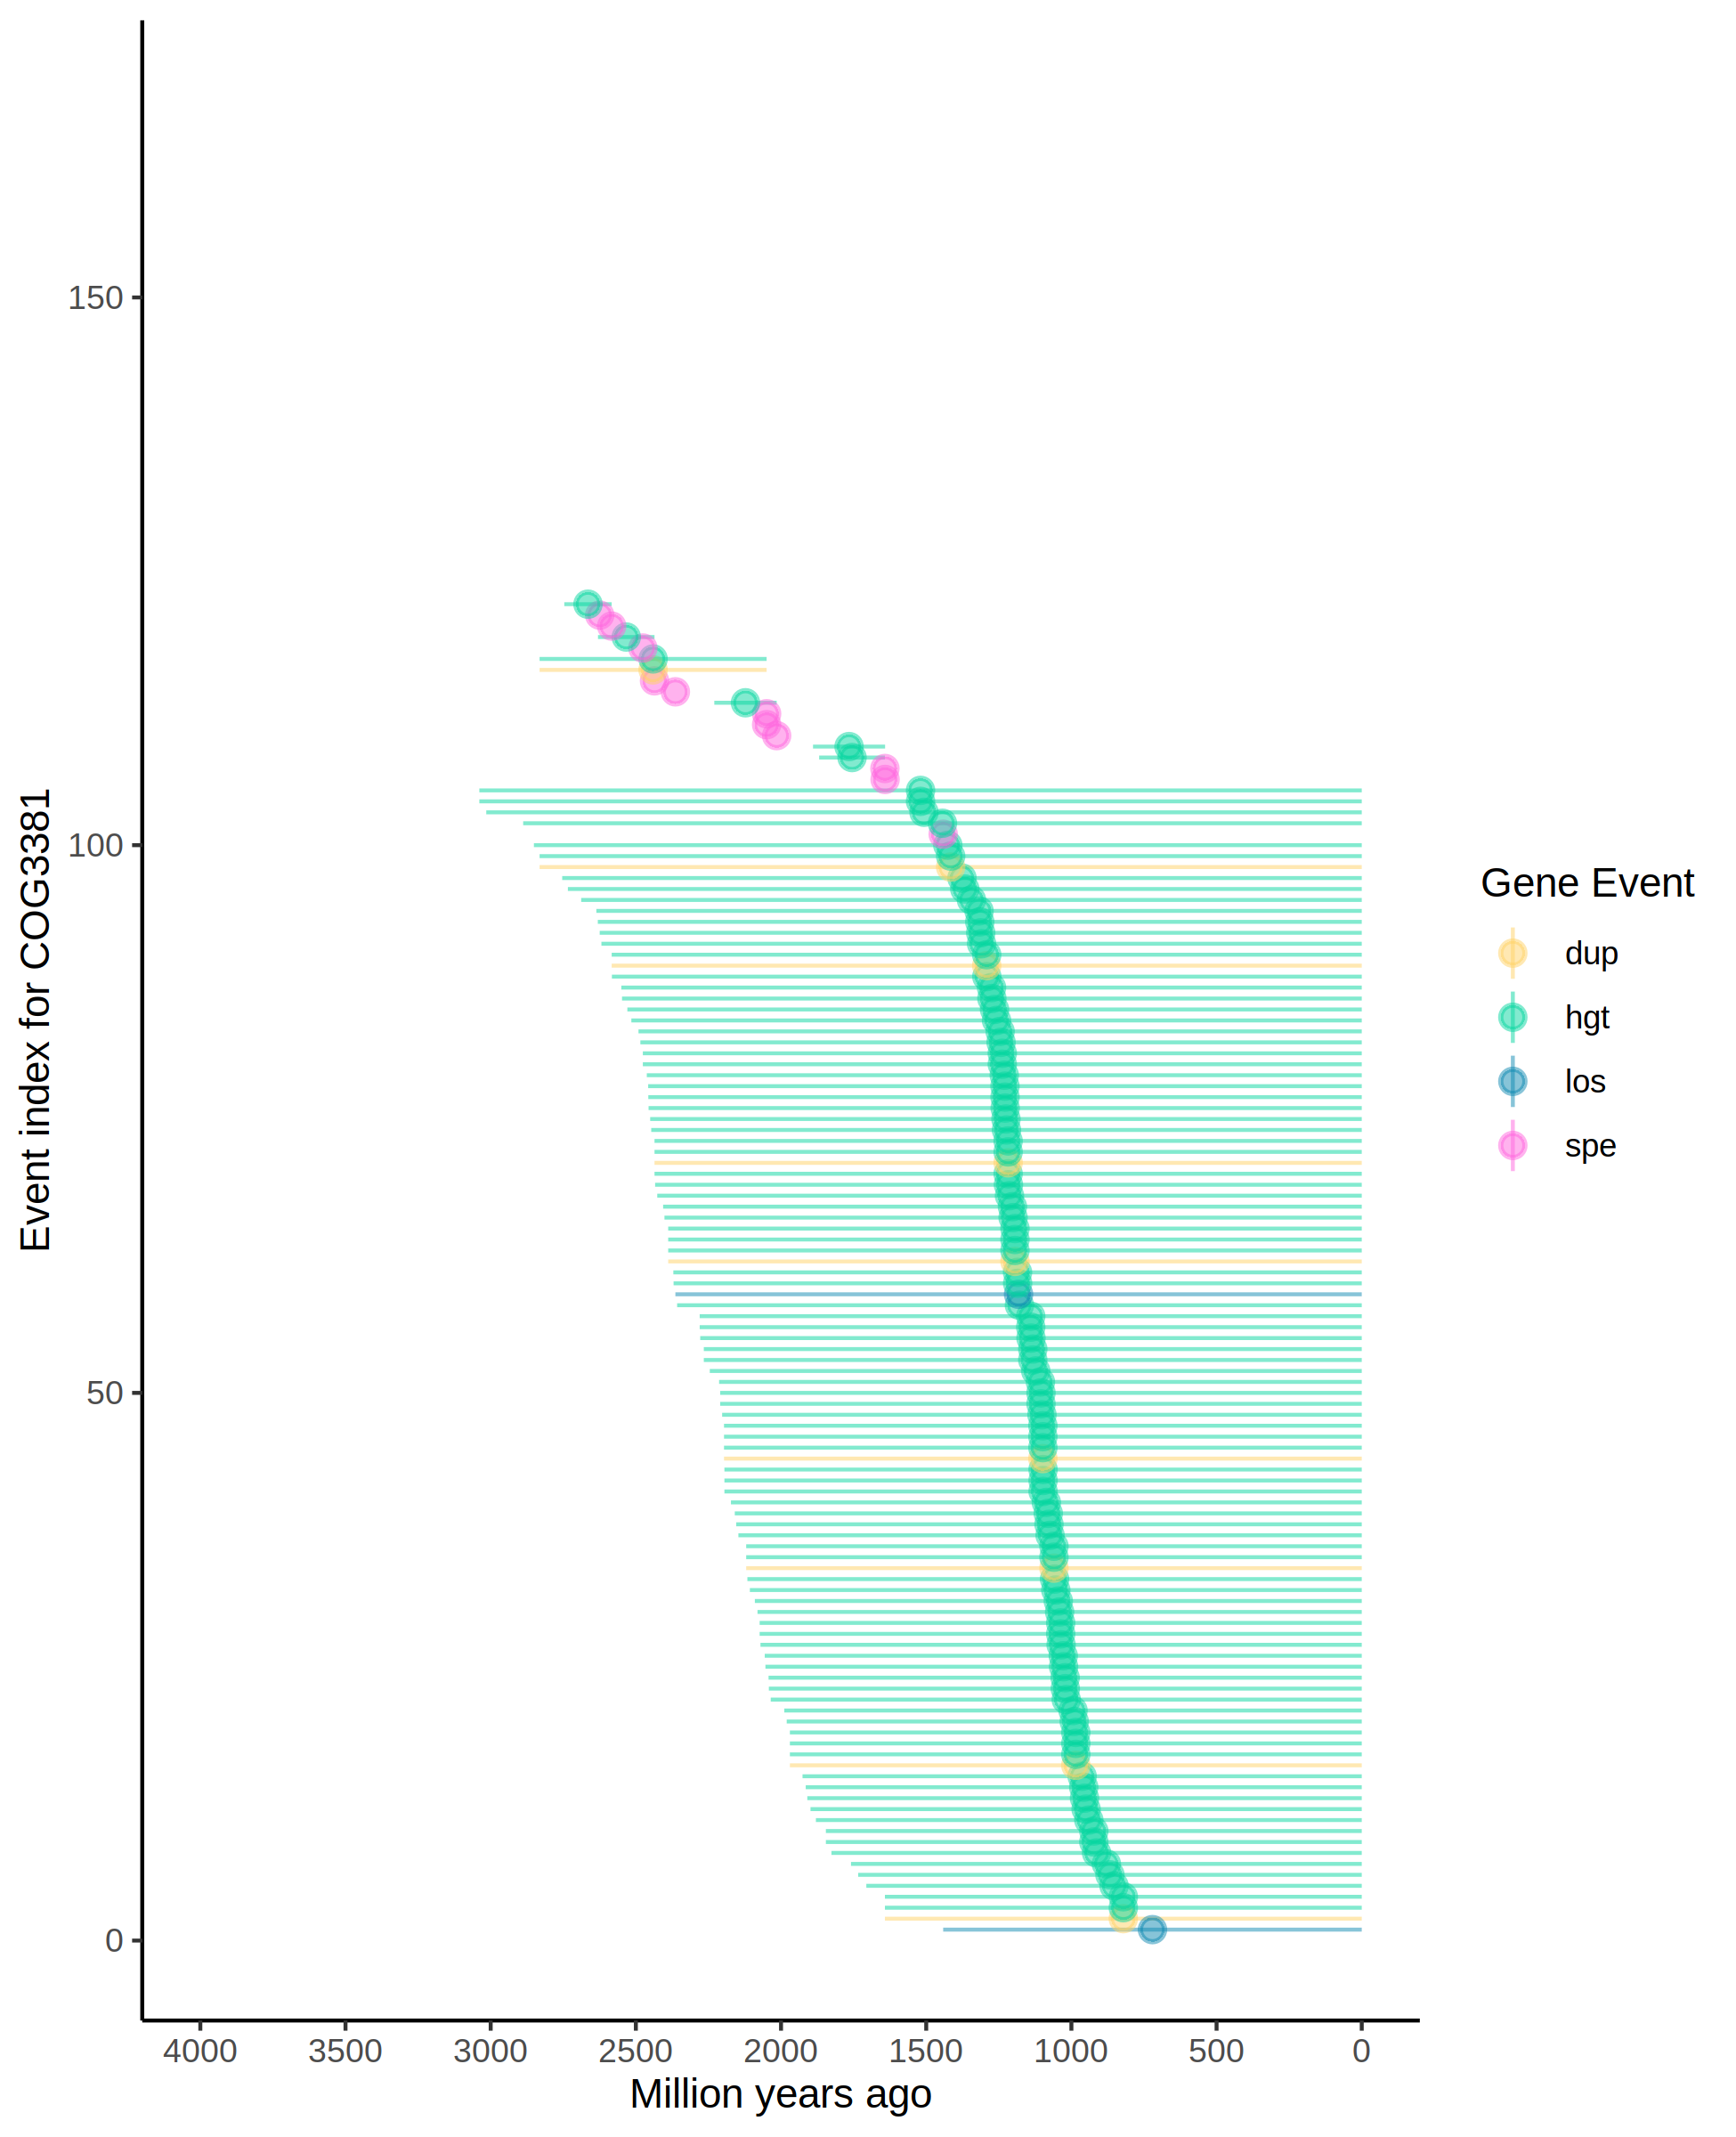 150
100
50
0
Event index for COG3381
4000 3500 3000 2500 2000 1500 1000 500 0
Million years ago
Gene Event
dup
hgt
los
spe